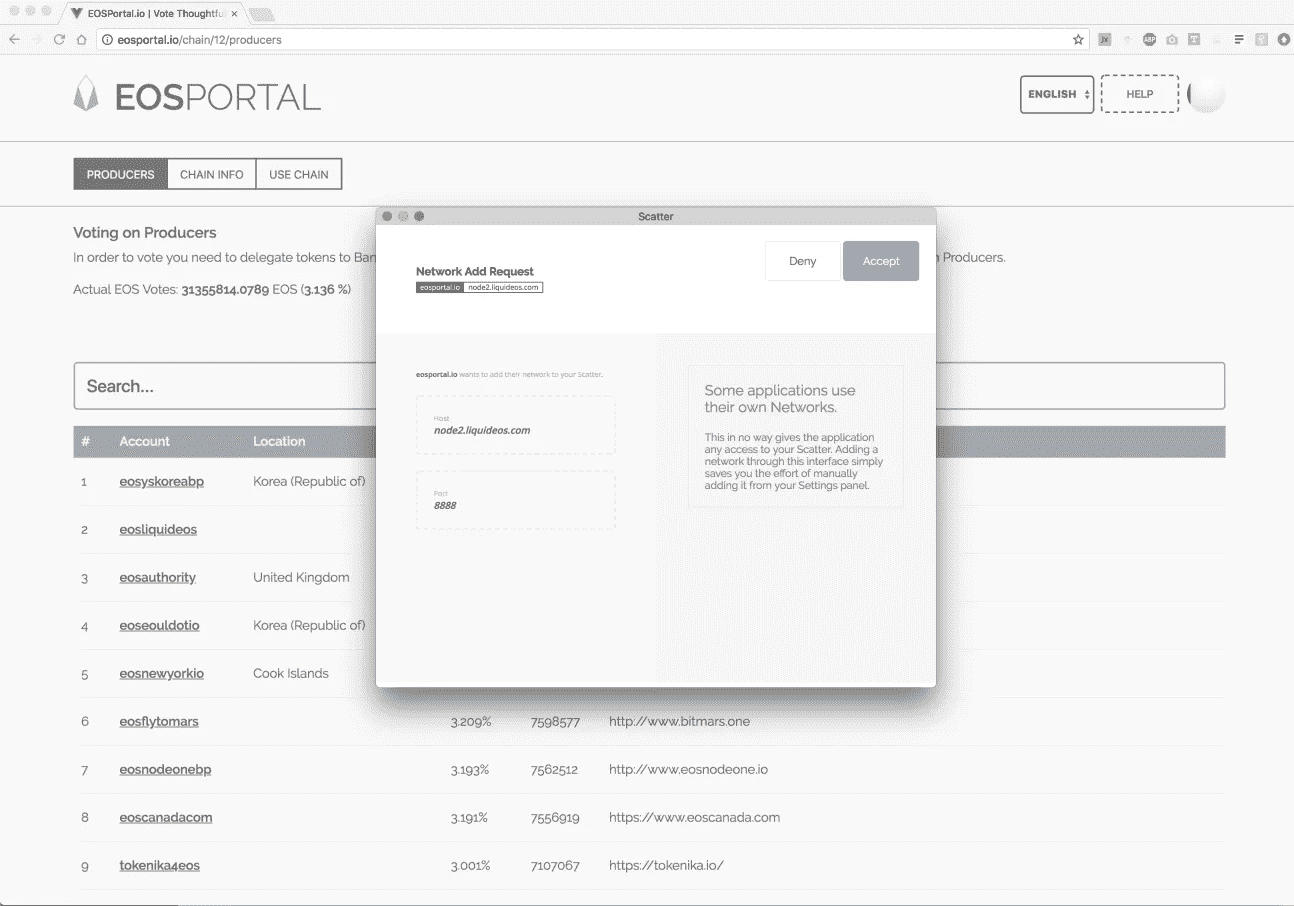 EOSPortal.io | Vote Thoughtfu
eosportal.io/chain/12/producers
EOSPORTAL
ENGLISH
HELP
PRODUCERS
CHAIN INFO
USE CHAIN
Voting on Producers
In order to vote you need to delegate tokens to Ban
Producers.
Actual EOS Votes: 31355814.0789 EOS (3.136 %)
Search...
# Account Location
1 eosyskoreabp Korea (Republic of)
2 eosliquideos
3 eosauthority United Kingdom
4 eoseouldotio Korea (Republic of)
5 eosnewyorkio Cook Islands
6 eosflytomars 3.209% 7598577 http://www.bitmars.one
7 eosnodeonebp 3.193% 7562512 http://www.eosnodeone.io
8 eoscanadacom 3.191% 7556919 https://www.eoscanada.com
9 tokenika4eos 3.001% 7107067 https://tokenika.io/
Scatter
Network Add Request
eosportal.io node2.liquideos.com
Deny
Accept
eosportal.io wants to add their network to your Scatter.
Host
node2.liquideos.com
Port
8888
Some applications use
their own Networks.
This in no way gives the application
any access to your Scatter. Adding a
network through this interface simply
saves you the effort of manually
adding it from your Settings panel.